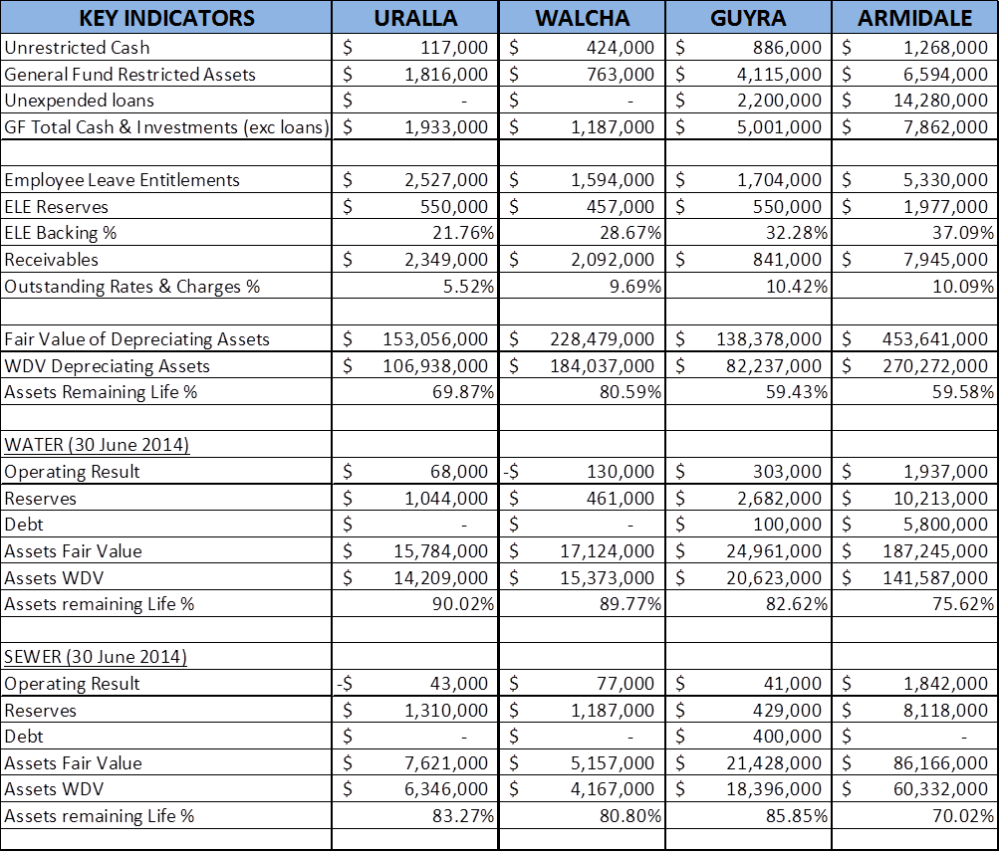 KEY INDICATORS URALLA WALCHA GUYRA ARMIDALE
Unrestricted Cash $ 117,000 $ 424,000 $ 886,000 $ 1,268,000
General Fund Restricted Assets $ 1,816,000 $ 763,000 $ 4,115,000 $ 6,594,000
Unexpended loans $ - $ - $ 2,200,000 $ 14,280,000
GF Total Cash & Investments (exc loans) $ 1,933,000 $ 1,187,000 $ 5,001,000 $ 7,862,000
Employee Leave Entitlements $ 2,527,000 $ 1,594,000 $ 1,704,000 $ 5,330,000
ELE Reserves $ 550,000 $ 457,000 $ 550,000 $ 1,977,000
ELE Backing % 21.76% 28.67% 32.28% 37.09%
Receivables $ 2,349,000 $ 2,092,000 $ 841,000 $ 7,945,000
Outstanding Rates & Charges % 5.52% 9.69% 10.42% 10.09%
Fair Value of Depreciating Assets $ 153,056,000 $ 228,479,000 $ 138,378,000 $ 453,641,000
WDV Depreciating Assets $ 106,938,000 $ 184,037,000 $ 82,237,000 $ 270,272,000
Assets Remaining Life % 69.87% 80.59% 59.43% 59.58%
WATER (30 June 2014)
Operating Result $ 68,000 -$ 130,000 $ 303,000 $ 1,937,000
Reserves $ 1,044,000 $ 461,000 $ 2,682,000 $ 10,213,000
Debt $ - $ - $ 100,000 $ 5,800,000
Assets Fair Value $ 15,784,000 $ 17,124,000 $ 24,961,000 $ 187,245,000
Assets WDV $ 14,209,000 $ 15,373,000 $ 20,623,000 $ 141,587,000
Assets remaining Life % 90.02% 89.77% 82.62% 75.62%
SEWER (30 June 2014)
Operating Result -$ 43,000 $ 77,000 $ 41,000 $ 1,842,000
Reserves $ 1,310,000 $ 1,187,000 $ 429,000 $ 8,118,000
Debt $ - $ - $ 400,000 $ -
Assets Fair Value $ 7,621,000 $ 5,157,000 $ 21,428,000 $ 86,166,000
Assets WDV $ 6,346,000 $ 4,167,000 $ 18,396,000 $ 60,332,000
Assets remaining Life % 83.27% 80.80% 85.85% 70.02%